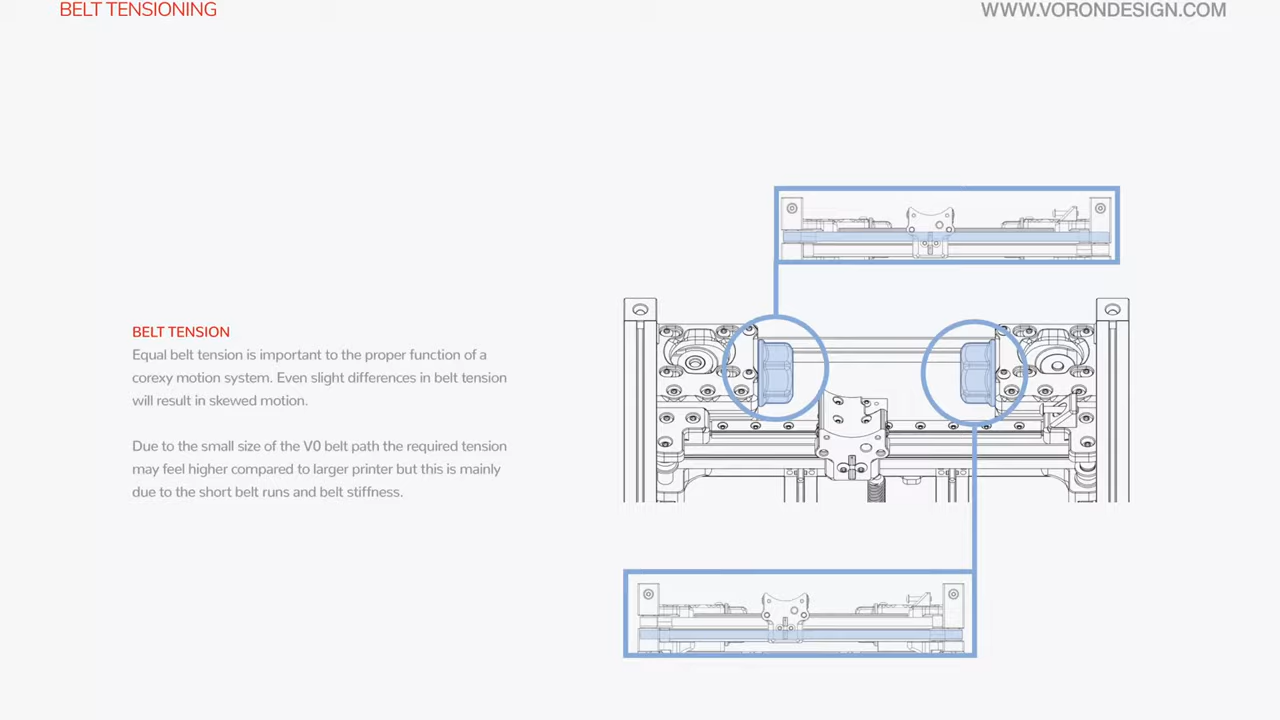 BELT TENSIONING
WWW.VORONDESIGN.COM
BELT TENSION
Equal belt tension is important to the proper function of a
corexy motion system. Even slight differences in belt tension
will result in skewed motion.
Due to the small size of the V0 belt path the required tension
may feel higher compared to larger printer but this is mainly
due to the short belt runs and belt stiffness.